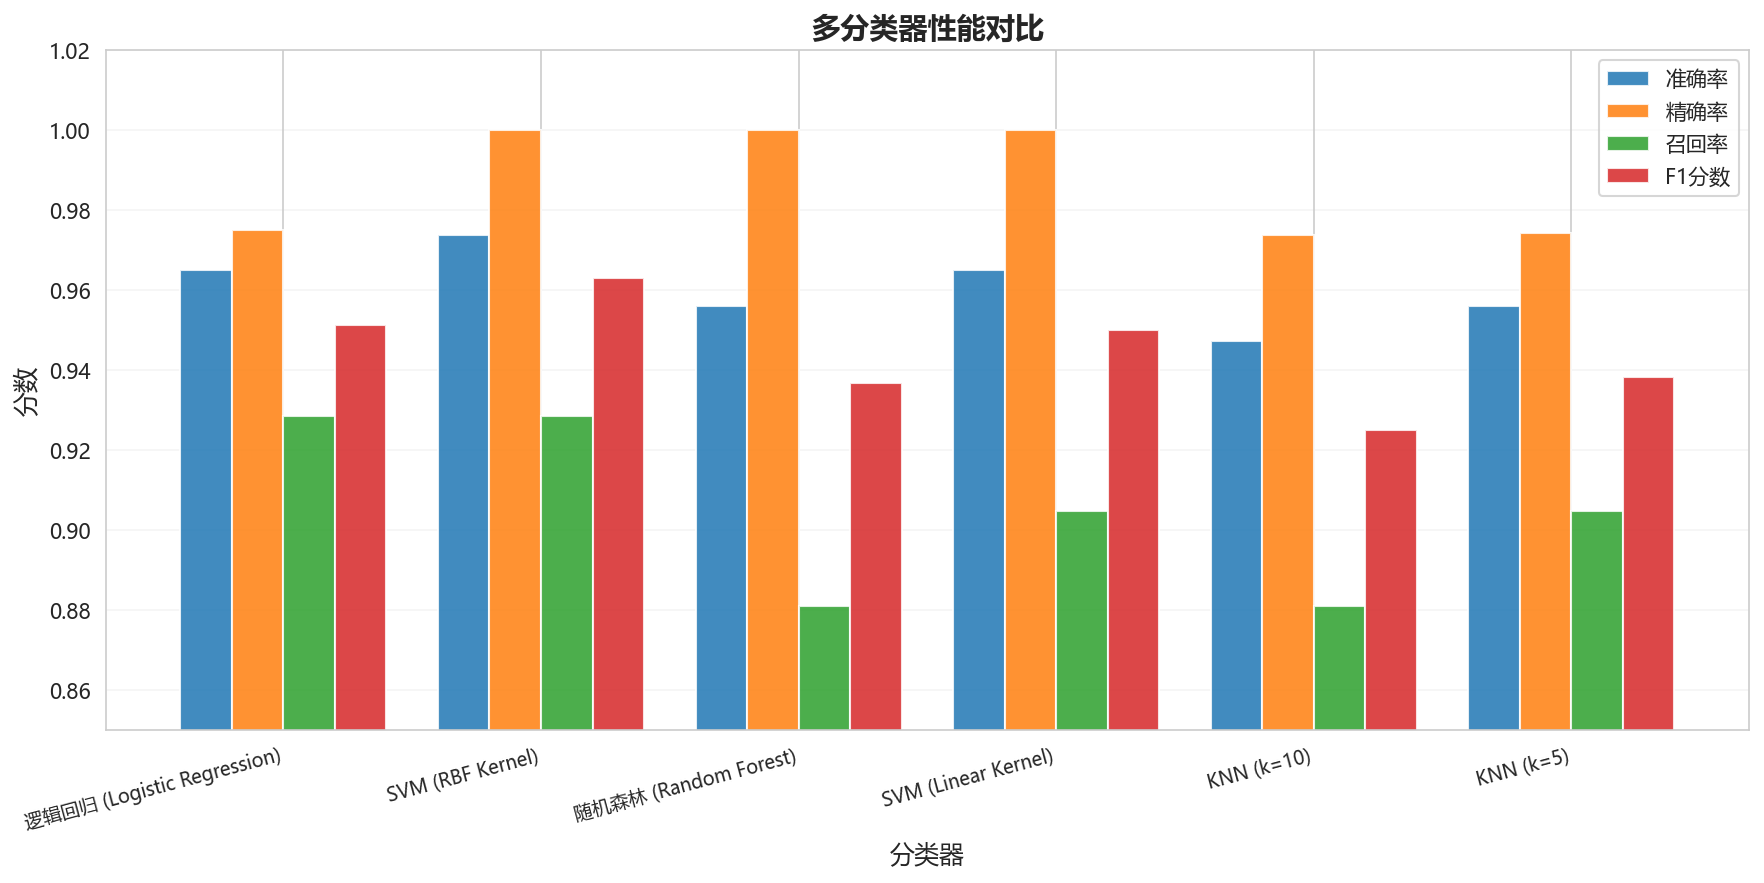 多分类器性能对比
1.02
1.00
0.98
0.96
0.94
0.92
0.90
0.88
0.86
分数
准确率
精确率
召回率
F1分数
逻辑回归 (Logistic Regression)
SVM (RBF Kernel)
随机森林 (Random Forest)
SVM (Linear Kernel)
KNN (k=10)
KNN (k=5)
分类器